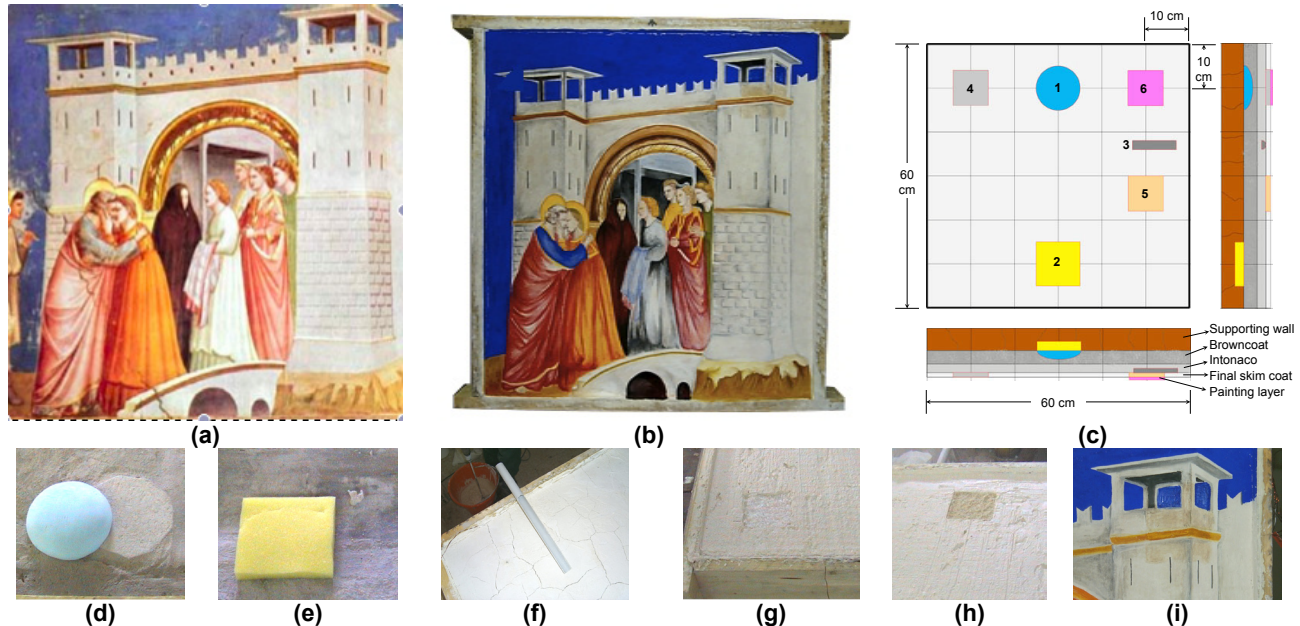 10 cm
10
cm
4
1
6
3
5
2
60
cm
Supporting wall
Browncoat
Intonaco
Final skim coat
Painting layer
60 cm
(a)
(b)
(c)
(d)
(e)
(f)
(g)
(h)
(i)